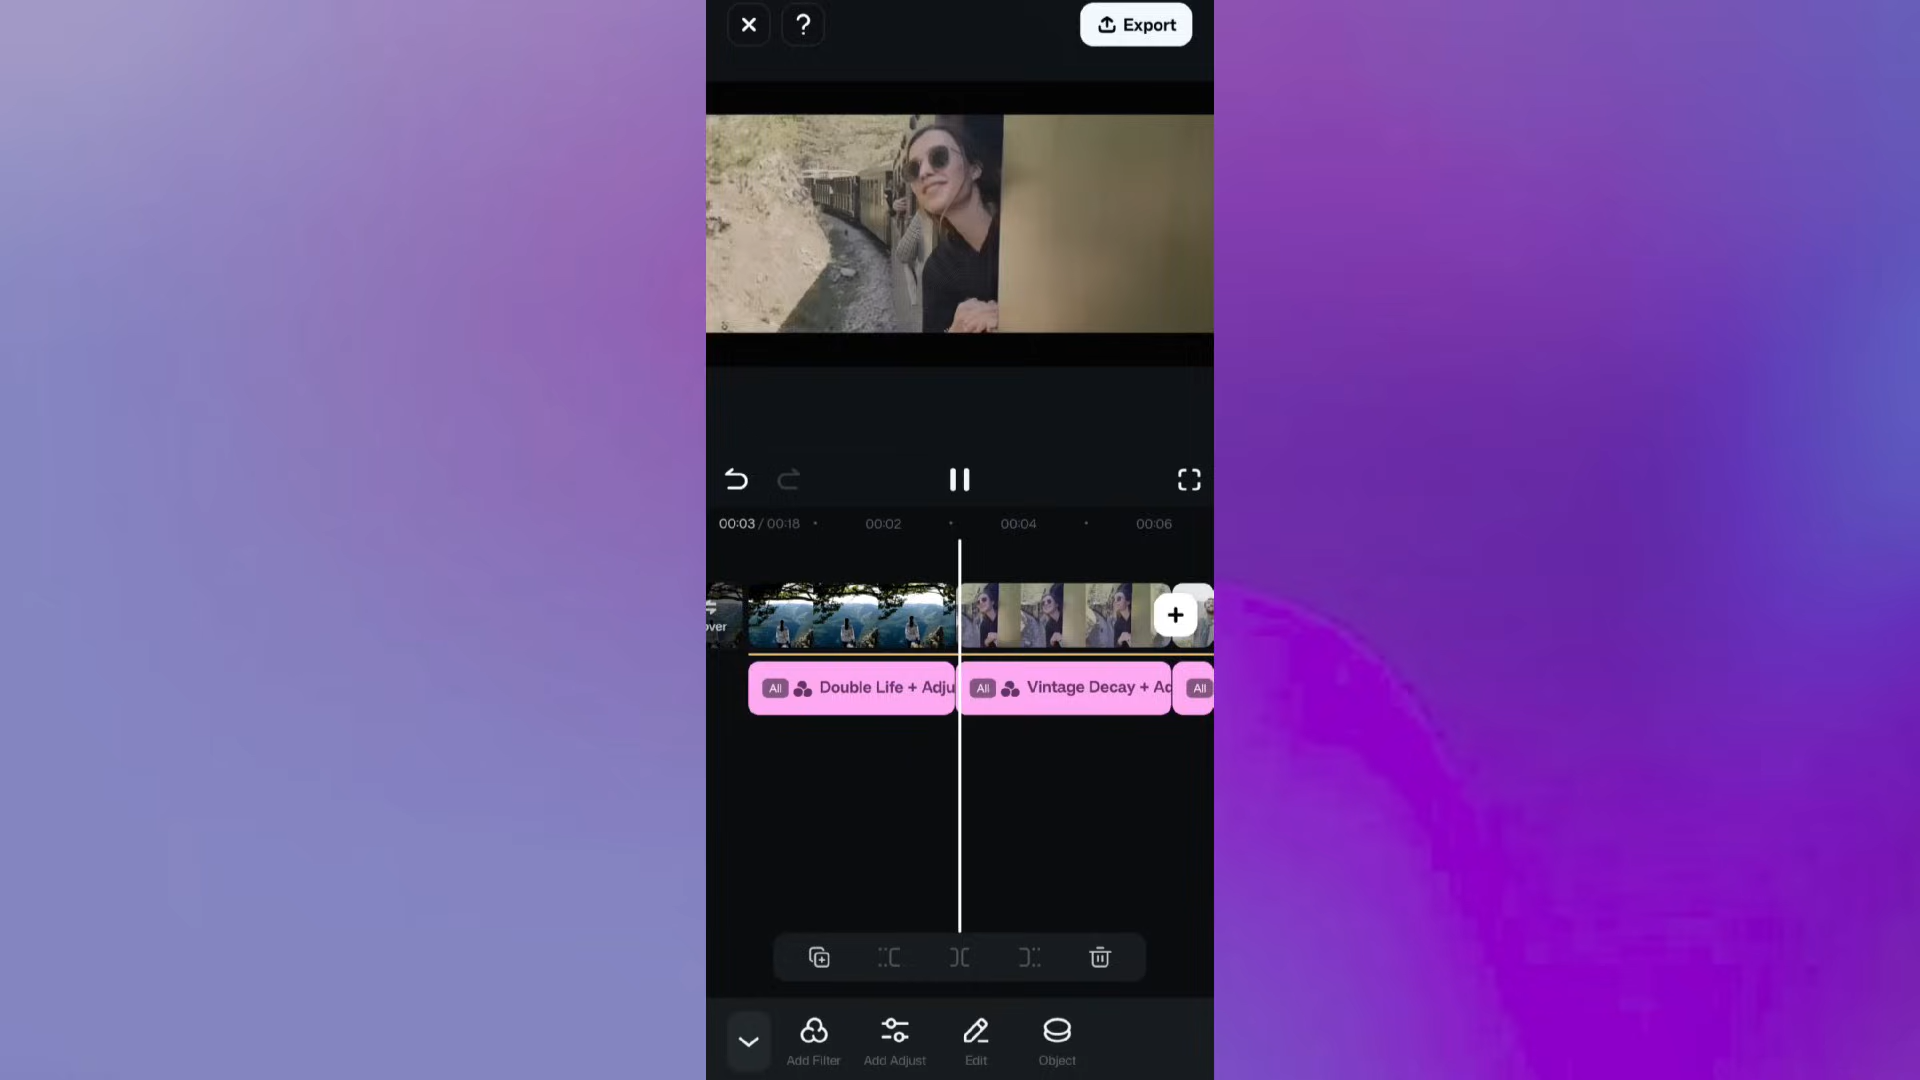 Export
00:03 / 00:18
00:02
00:04
00:06
over
All Double Life + Adju
All Vintage Decay + Ad
All
Add Filter
Add Adjust
Edit
Object